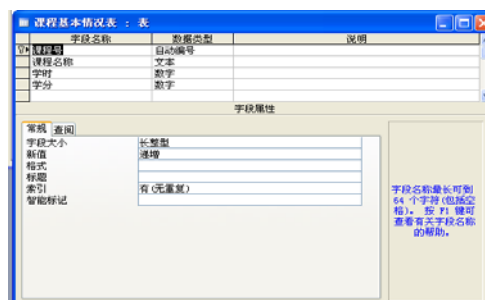 课程基本情况表 : 表
字段名称 数据类型 说明
课程号 自动编号
课程名称 文本
学时 数字
学分 数字
字段属性
常规 查阅
字段大小 长整型
新值 递增
格式
标题
索引 有(无重复)
智能标记
字段名称最长可到
64 个字符(包括空
格)。 按 F1 键可
查看有关字段名称
的帮助。